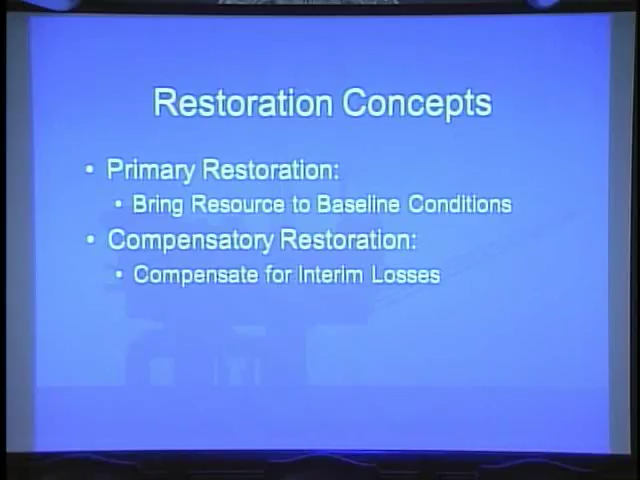 Restoration Concepts
• Primary Restoration:
• Bring Resource to Baseline Conditions
• Compensatory Restoration:
• Compensate for Interim Losses